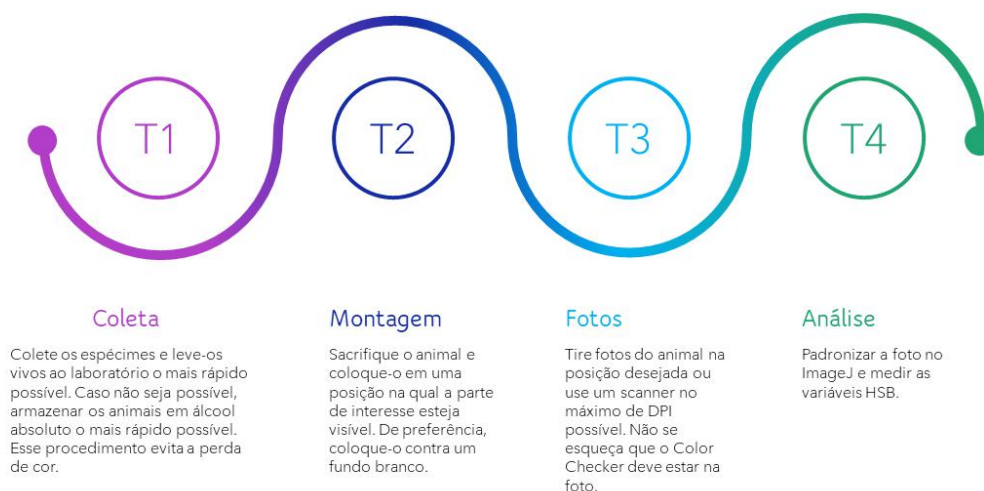 T1
T2
T3
T4
Coleta
Colete os espécimes e leve-os
vivos ao laboratório o mais rápido
possível. Caso não seja possível,
armazenar os animais em álcool
absoluto o mais rápido possível.
Esse procedimento evita a perda
de cor.
Montagem
Sacrifique o animal e
coloque-o em uma
posição na qual a parte
de interesse esteja
visível. De preferência,
coloque-o contra um
fundo branco.
Fotos
Tire fotos do animal na
posição desejada ou
use um scanner no
máximo de DPI
possível. Não se
esqueça que o Color
Checker deve estar na
foto.
Análise
Padronizar a foto no
ImageJ e medir as
variáveis HSB.